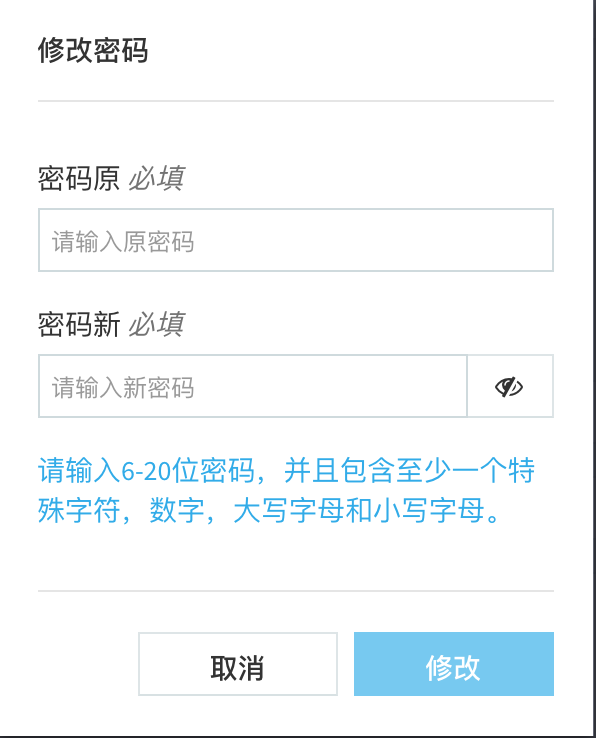 修改密码
密码原 必填
请输入原密码
密码新 必填
请输入新密码
请输入6-20位密码，并且包含至少一个特
殊字符，数字，大写字母和小写字母。
取消 修改